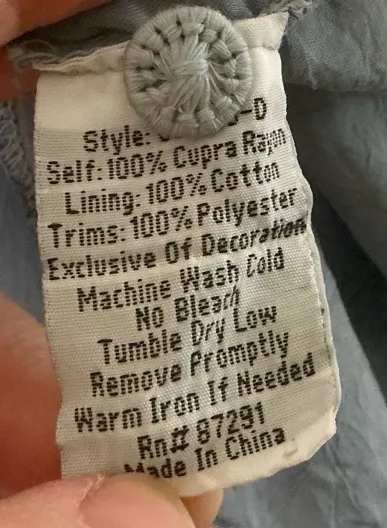 Style:
Self: 100% Cupra Rayon
Lining: 100% Cotton
Trims: 100% Polyester
Exclusive Of Decoration
Machine Wash Cold
No Bleach
Tumble Dry Low
Remove Promptly
Warm Iron If Needed
Rn# 87291
Made In China